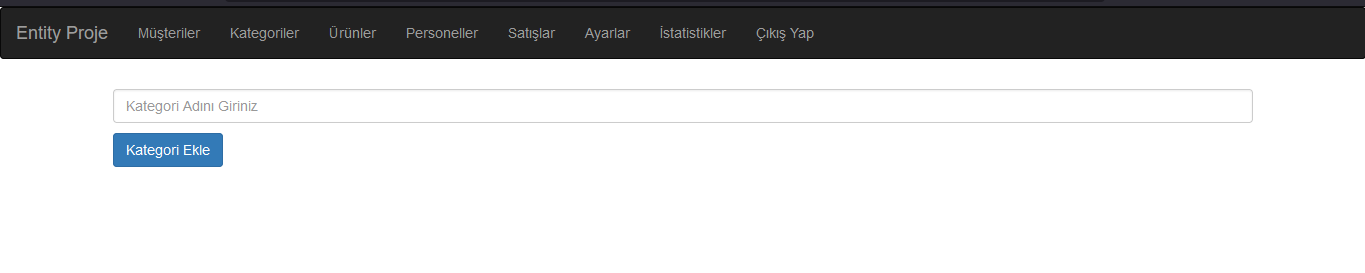 Entity Proje Müşteriler Kategoriler Ürünler Personeller Satışlar Ayarlar İstatistikler Çıkış Yap
Kategori Adını Giriniz
Kategori Ekle